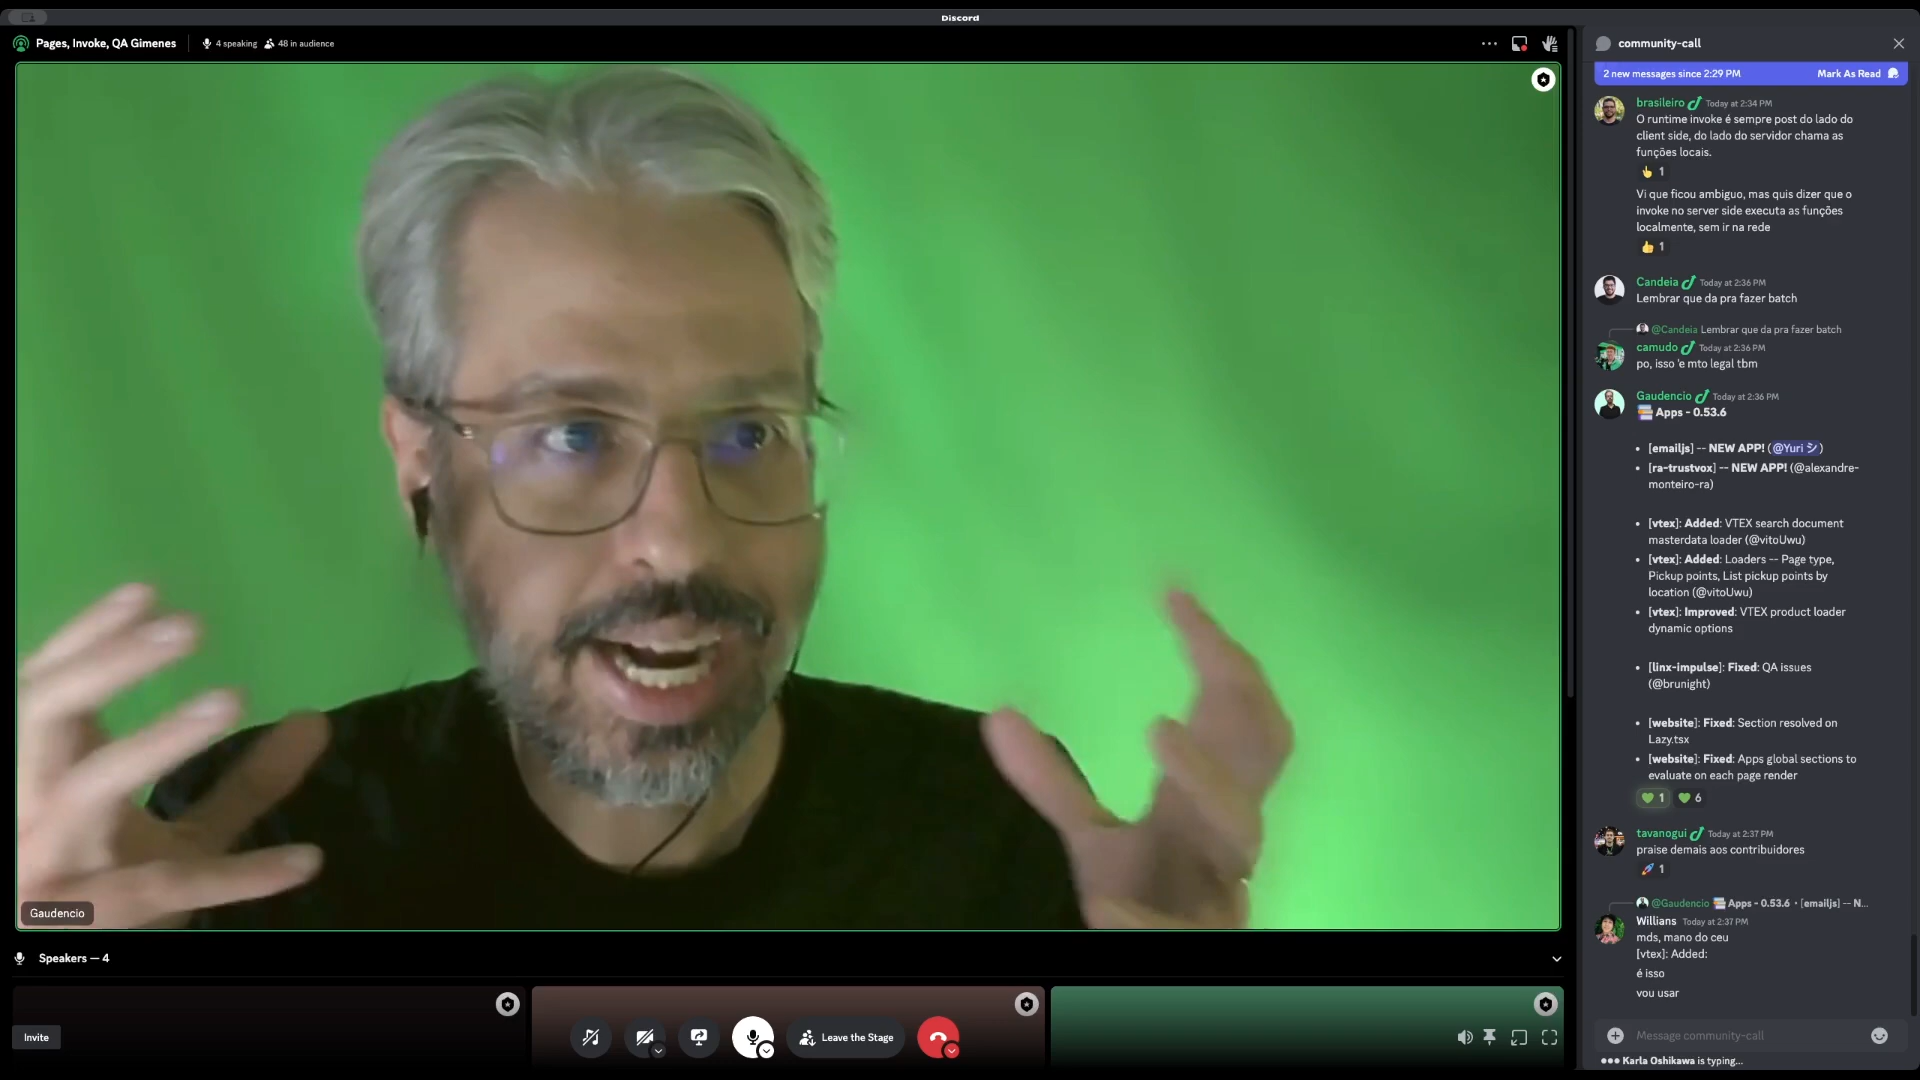 Discord
Pages, Invoke, QA Gimenes
4 speaking
48 in audience
Gaudencio
Speakers — 4
Invite
Leave the Stage
community-call
2 new messages since 2:29 PM
Mark As Read
brasileiro Today at 2:34 PM
O runtime invoke é sempre post do lado do
client side, do lado do servidor chama as
funções locais.
👆 1
Vi que ficou ambiguo, mas quis dizer que o
invoke no server side executa as funções
localmente, sem ir na rede
👍 1
Candeia Today at 2:36 PM
Lembrar que da pra fazer batch
@Candeia Lembrar que da pra fazer batch
camudo Today at 2:36 PM
po, isso 'e mto legal tbm
Gaudencio Today at 2:36 PM
📚 Apps - 0.53.6
• [emailjs] -- NEW APP! (@Yuri シ)
• [ra-trustvox] -- NEW APP! (@alexandre-
monteiro-ra)
• [vtex]: Added: VTEX search document
masterdata loader (@vitoUwu)
• [vtex]: Added: Loaders -- Page type,
Pickup points, List pickup points by
location (@vitoUwu)
• [vtex]: Improved: VTEX product loader
dynamic options
• [linx-impulse]: Fixed: QA issues
(@brunight)
• [website]: Fixed: Section resolved on
Lazy.tsx
• [website]: Fixed: Apps global sections to
evaluate on each page render
💚 1 💚 6
tavanogui Today at 2:37 PM
praise demais aos contribuidores
🚀 1
@Gaudencio 📚 Apps - 0.53.6 • [emailjs] -- N...
Willians Today at 2:37 PM
mds, mano do ceu
[vtex]: Added:
é isso
vou usar
Message community-call
Karla Oshikawa is typing...